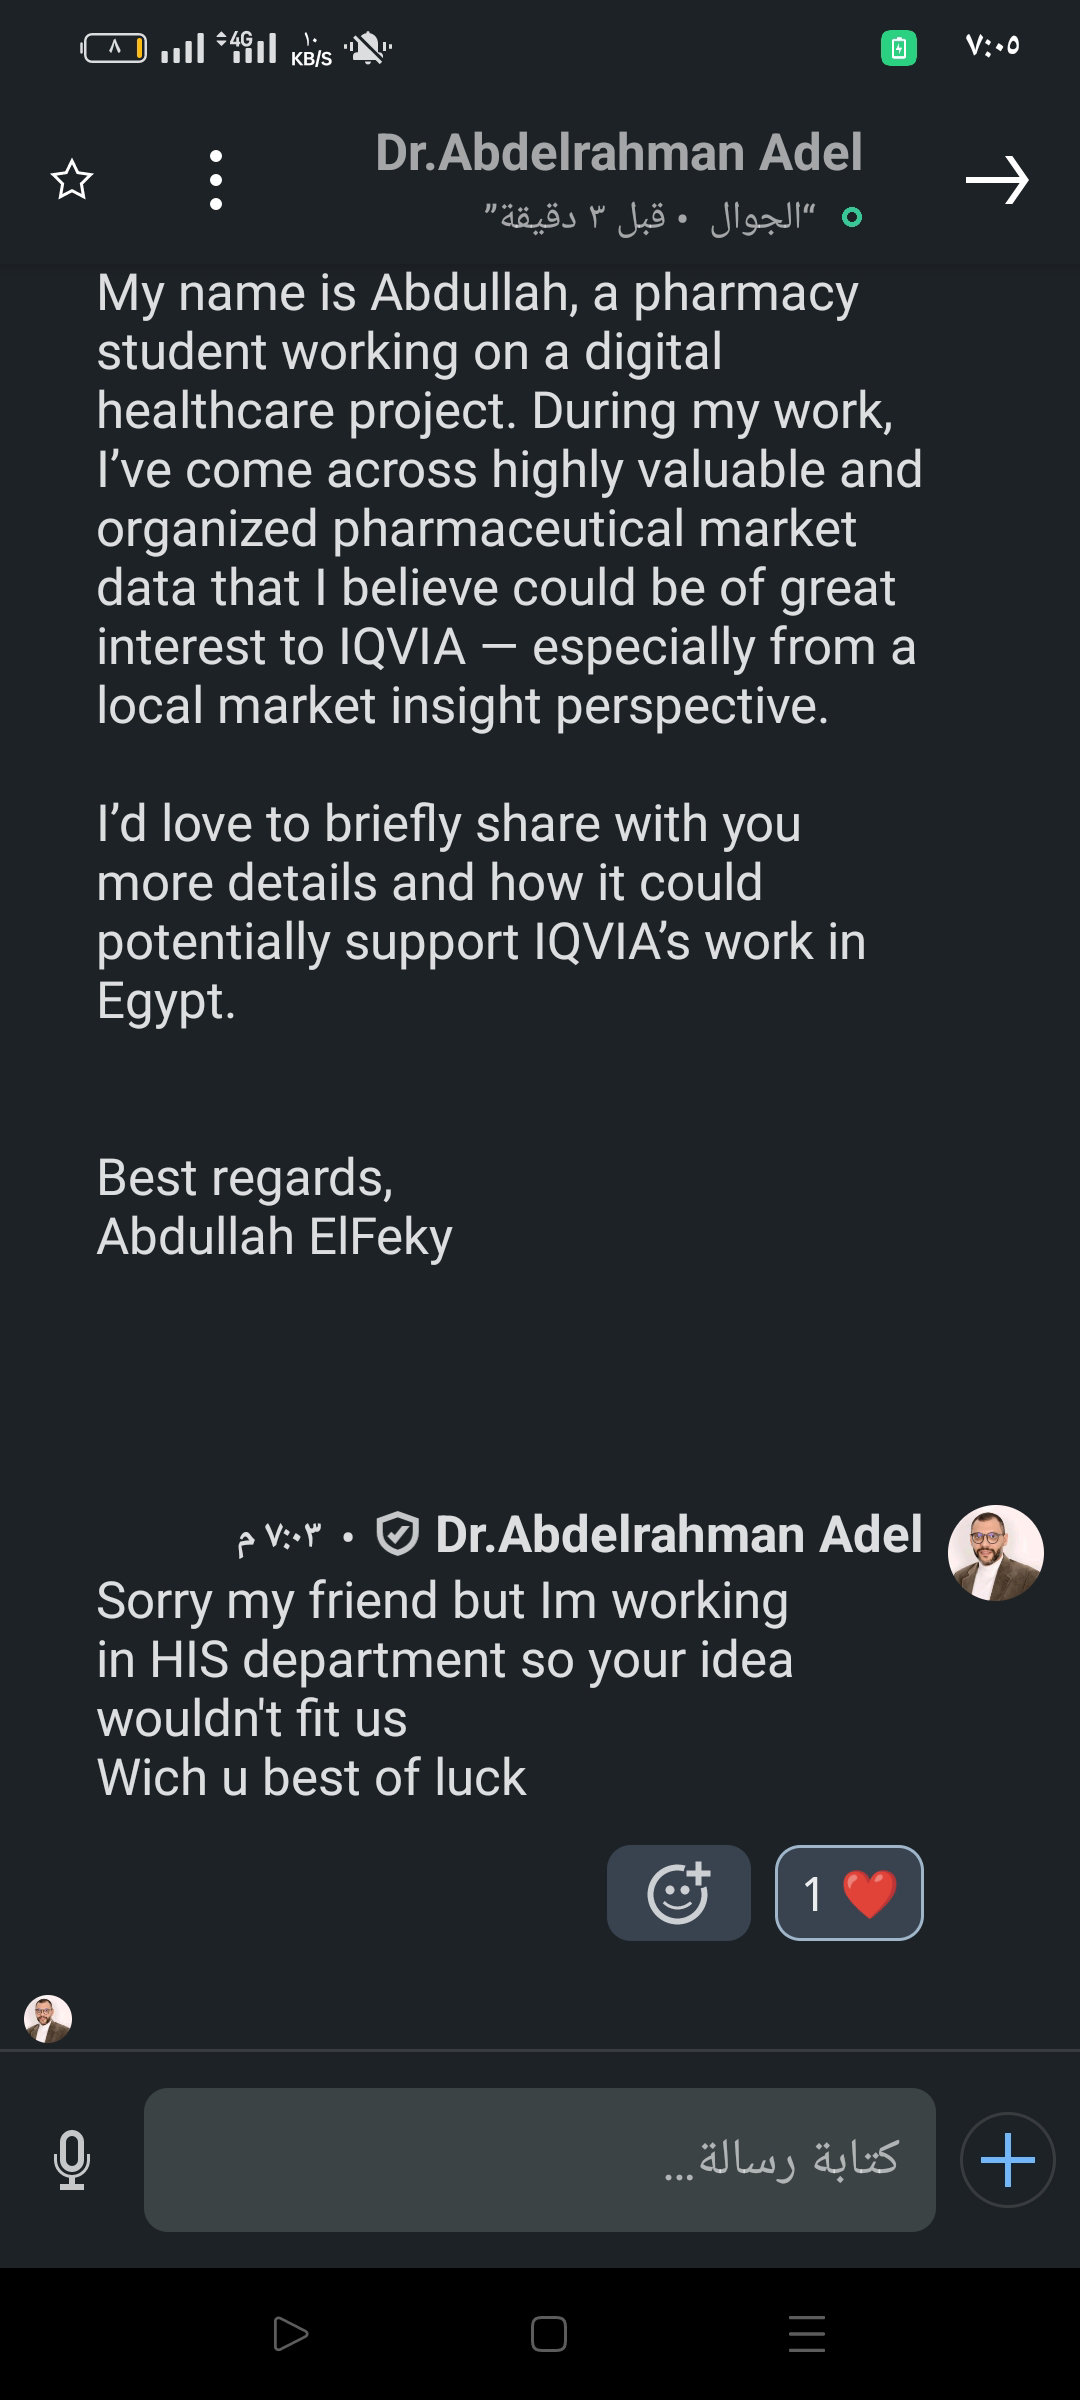 ٨ 4G ١٠ KB/S ٧:٠٥
Dr.Abdelrahman Adel
“الجوال • قبل ٣ دقيقة”
My name is Abdullah, a pharmacy
student working on a digital
healthcare project. During my work,
I’ve come across highly valuable and
organized pharmaceutical market
data that I believe could be of great
interest to IQVIA — especially from a
local market insight perspective.
I’d love to briefly share with you
more details and how it could
potentially support IQVIA’s work in
Egypt.
Best regards,
Abdullah ElFeky
Dr.Abdelrahman Adel • ٧:٠٣ م
Sorry my friend but Im working
in HIS department so your idea
wouldn't fit us
Wich u best of luck
1 ❤️
كتابة رسالة...